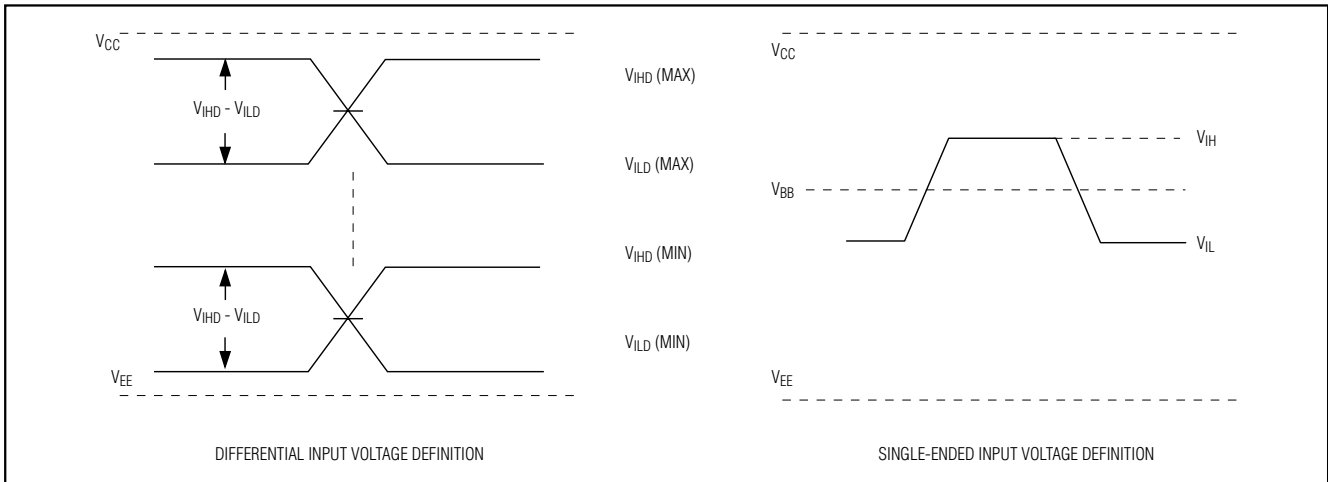 VCC
VIHD - VILD
VIHD (MAX)
VILD (MAX)
VIHD (MIN)
VIHD - VILD
VILD (MIN)
VEE
DIFFERENTIAL INPUT VOLTAGE DEFINITION
VCC
VIH
VBB
VIL
VEE
SINGLE-ENDED INPUT VOLTAGE DEFINITION